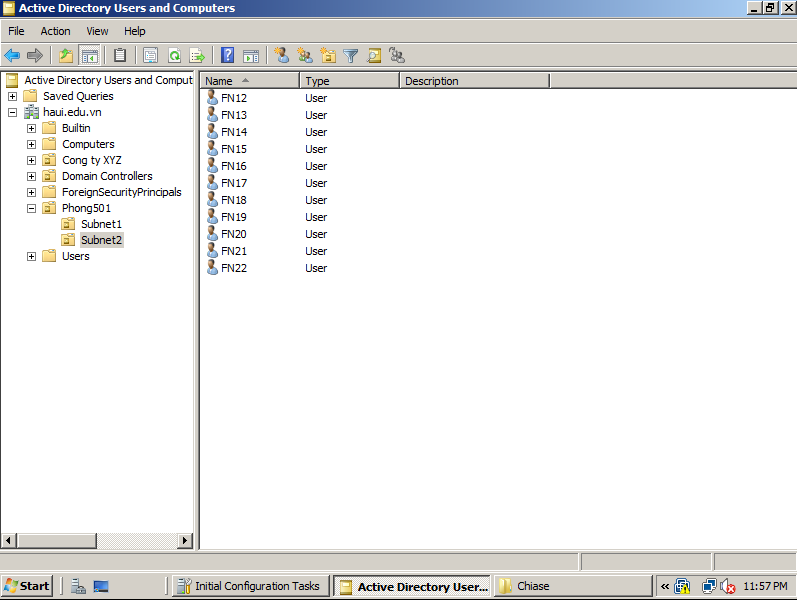 Active Directory Users and Computers
File Action View Help
Active Directory Users and Comput
Saved Queries
haui.edu.vn
Builtin
Computers
Cong ty XYZ
Domain Controllers
ForeignSecurityPrincipals
Phong501
Subnet1
Subnet2
Users
Name Type Description
FN12 User
FN13 User
FN14 User
FN15 User
FN16 User
FN17 User
FN18 User
FN19 User
FN20 User
FN21 User
FN22 User
Start Initial Configuration Tasks Active Directory User... Chiase « 11:57 PM